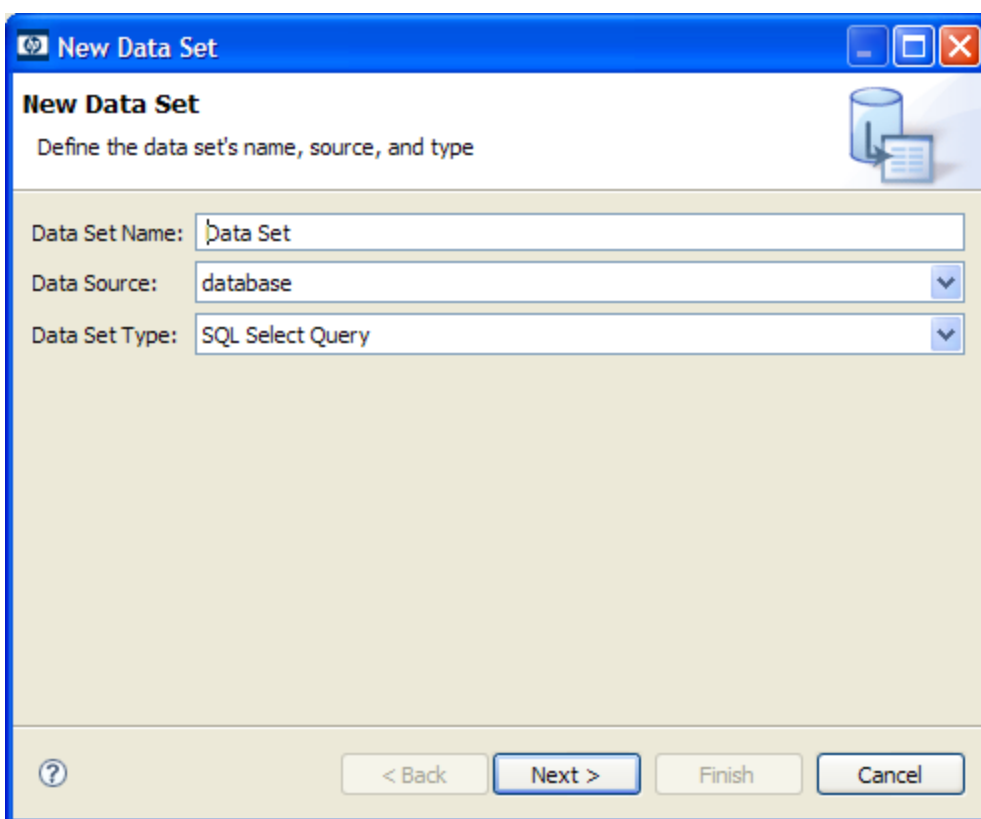 New Data Set
New Data Set
Define the data set's name, source, and type
Data Set Name: Data Set
Data Source: database
Data Set Type: SQL Select Query
? < Back Next > Finish Cancel